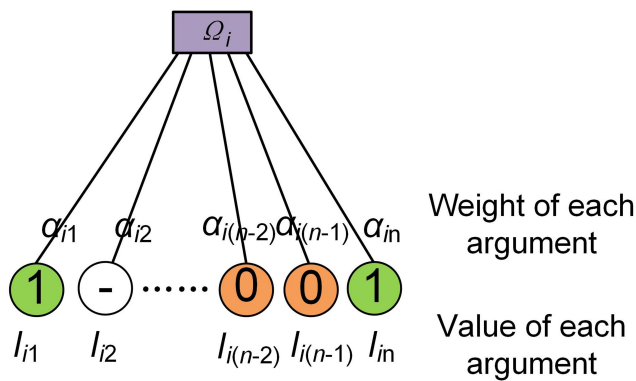 Ωi
αi1 αi2 αi(n-2) αi(n-1) αin
Weight of each
argument
1 - ...... 0 0 1
Ii1 Ii2 Ii(n-2) Ii(n-1) Iin
Value of each
argument